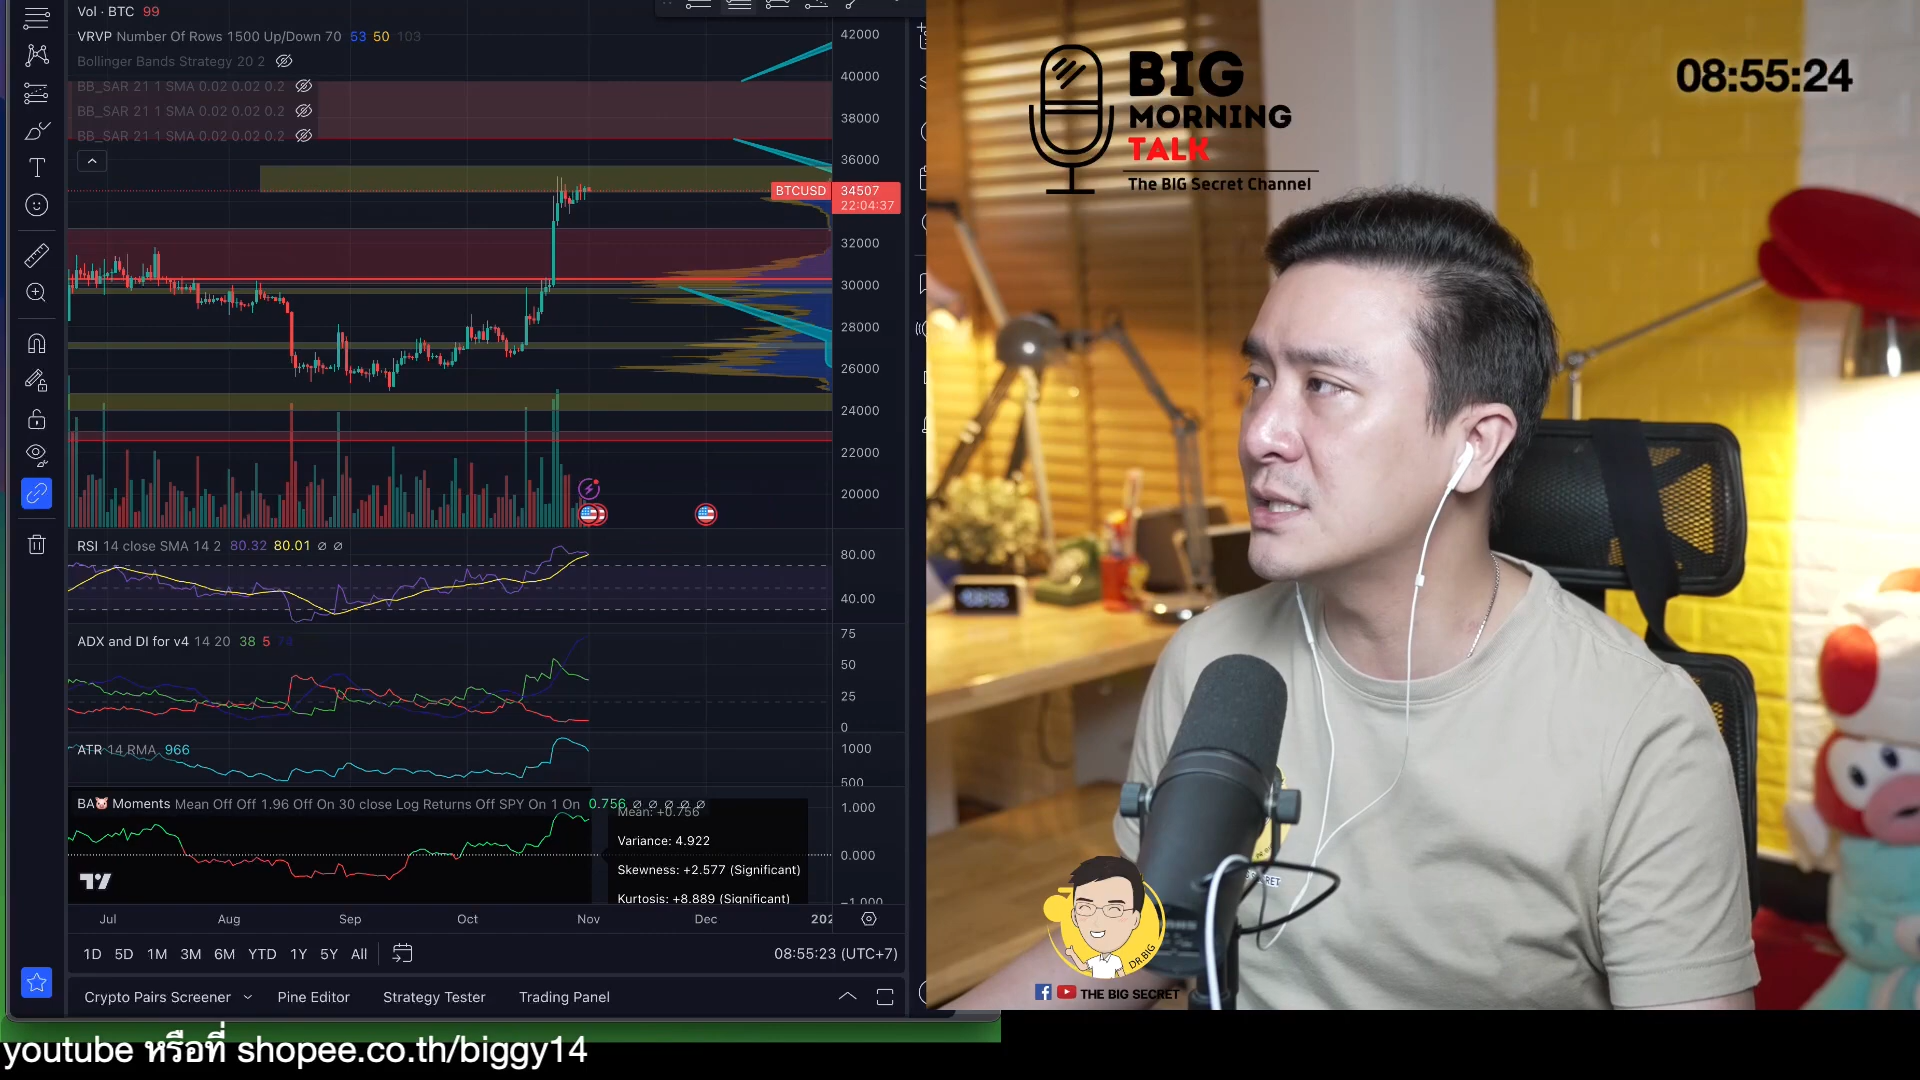 Vol · BTC 99
VRVP Number Of Rows 1500 Up/Down 70 53 50 103
Bollinger Bands Strategy 20 2
BB_SAR 21 1 SMA 0.02 0.02 0.2
BB_SAR 21 1 SMA 0.02 0.02 0.2
BB_SAR 21 1 SMA 0.02 0.02 0.2
42000
40000
38000
36000
BTCUSD 34507
22:04:37
32000
30000
28000
26000
24000
22000
20000
RSI 14 close SMA 14 2 80.32 80.01 ∅ ∅
80.00
40.00
ADX and DI for v4 14 20 38 5
75
50
25
0
ATR 14 RMA 966
1000
500
BA Moments Mean Off Off 1.96 Off On 30 close Log Returns Off SPY On 1 On 0.756 ∅ ∅ ∅ ∅ ∅
Mean: +0.756
Variance: 4.922
Skewness: +2.577 (Significant)
Kurtosis: +8.889 (Significant)
1.000
0.000
−1.000
Jul Aug Sep Oct Nov Dec
1D 5D 1M 3M 6M YTD 1Y 5Y All
08:55:23 (UTC+7)
Crypto Pairs Screener Pine Editor Strategy Tester Trading Panel
youtube หรือที่ shopee.co.th/biggy14
BIG
MORNING
TALK
The BIG Secret Channel
08:55:24
DR.BIG
THE BIG SECRET